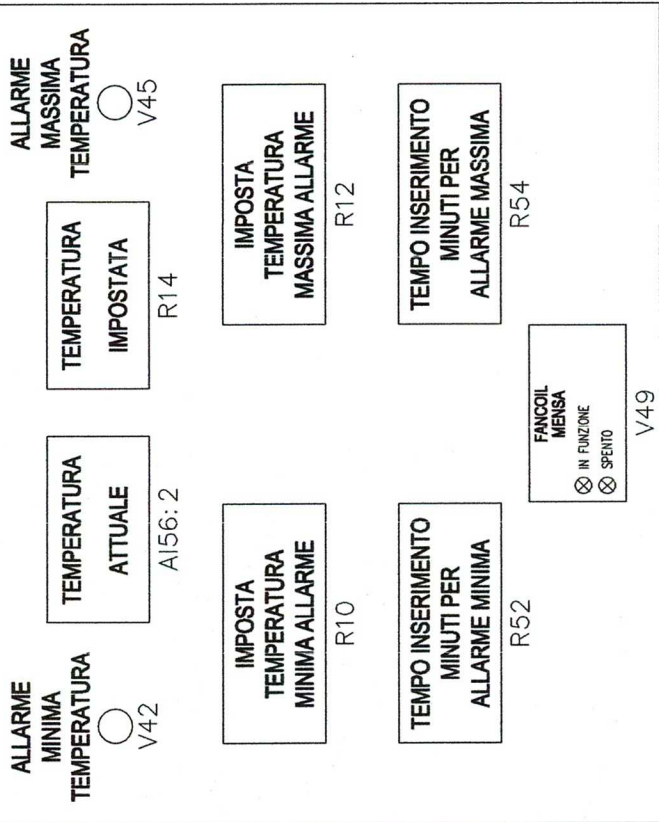 ALLARME
MINIMA
TEMPERATURA
V42
TEMPERATURA
ATTUALE
AI56: 2
TEMPERATURA
IMPOSTATA
R14
ALLARME
MASSIMA
TEMPERATURA
V45
IMPOSTA
TEMPERATURA
MINIMA ALLARME
R10
IMPOSTA
TEMPERATURA
MASSIMA ALLARME
R12
TEMPO INSERIMENTO
MINUTI PER
ALLARME MINIMA
R52
TEMPO INSERIMENTO
MINUTI PER
ALLARME MASSIMA
R54
FANCOIL
MENSA
IN FUNZIONE
SPENTO
V49